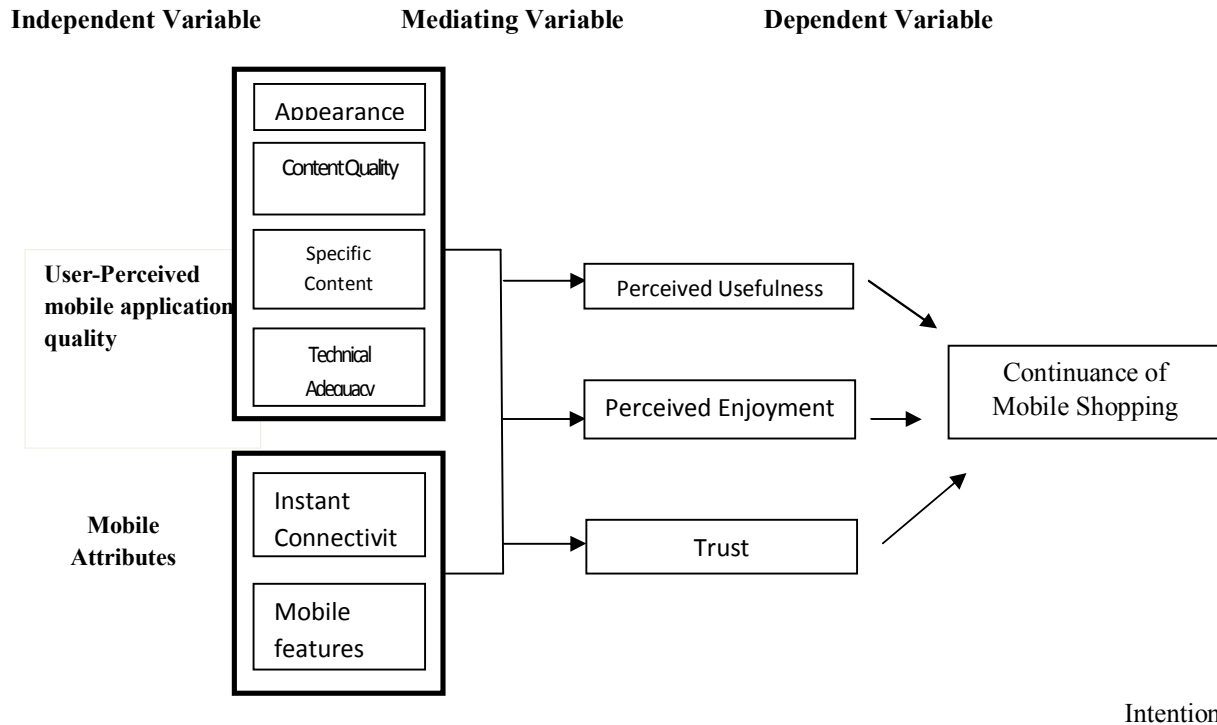 Independent Variable
Mediating Variable
Dependent Variable
User-Perceived
mobile application
quality
Appearance
Content Quality
Specific
Content
Technical
Adequacy
Mobile
Attributes
Instant
Connectivit
Mobile
features
Perceived Usefulness
Perceived Enjoyment
Trust
Continuance of
Mobile Shopping
Intention